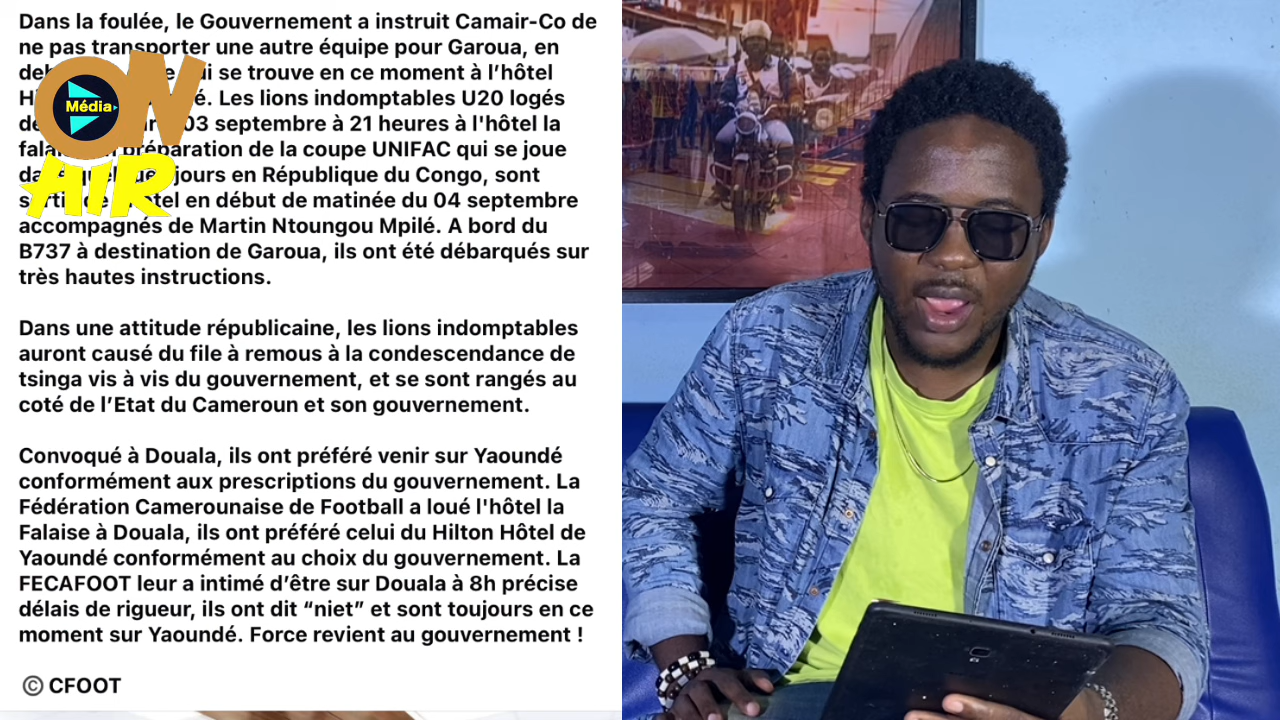 Dans la foulée, le Gouvernement a instruit Camair-Co de
ne pas transporter une autre équipe pour Garoua, en
se trouve en ce moment à l’hôtel
Les lions indomptables U20 logés
03 septembre à 21 heures à l'hôtel la
préparation de la coupe UNIFAC qui se joue
jours en République du Congo, sont
en début de matinée du 04 septembre
accompagnés de Martin Ntoungou Mpilé. A bord du
B737 à destination de Garoua, ils ont été débarqués sur
très hautes instructions.
Dans une attitude républicaine, les lions indomptables
auront causé du file à remous à la condescendance de
tsinga vis à vis du gouvernement, et se sont rangés au
coté de l’Etat du Cameroun et son gouvernement.
Convoqué à Douala, ils ont préféré venir sur Yaoundé
conformément aux prescriptions du gouvernement. La
Fédération Camerounaise de Football a loué l'hôtel la
Falaise à Douala, ils ont préféré celui du Hilton Hôtel de
Yaoundé conformément au choix du gouvernement. La
FECAFOOT leur a intimé d’être sur Douala à 8h précise
délais de rigueur, ils ont dit “niet” et sont toujours en ce
moment sur Yaoundé. Force revient au gouvernement !
© CFOOT
ON
Média
AIR